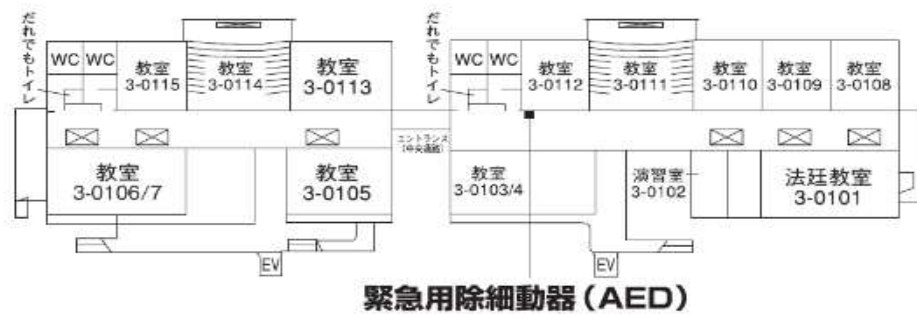 だれでもトイレ
WC
WC
教室
3-0115
教室
3-0114
教室
3-0113
だれでもトイレ
WC
WC
教室
3-0112
教室
3-0111
教室
3-0110
教室
3-0109
教室
3-0108
エントランス
(中央通路)
教室
3-0106/7
教室
3-0105
教室
3-0103/4
演習室
3-0102
法廷教室
3-0101
EV
EV
緊急用除細動器(AED)